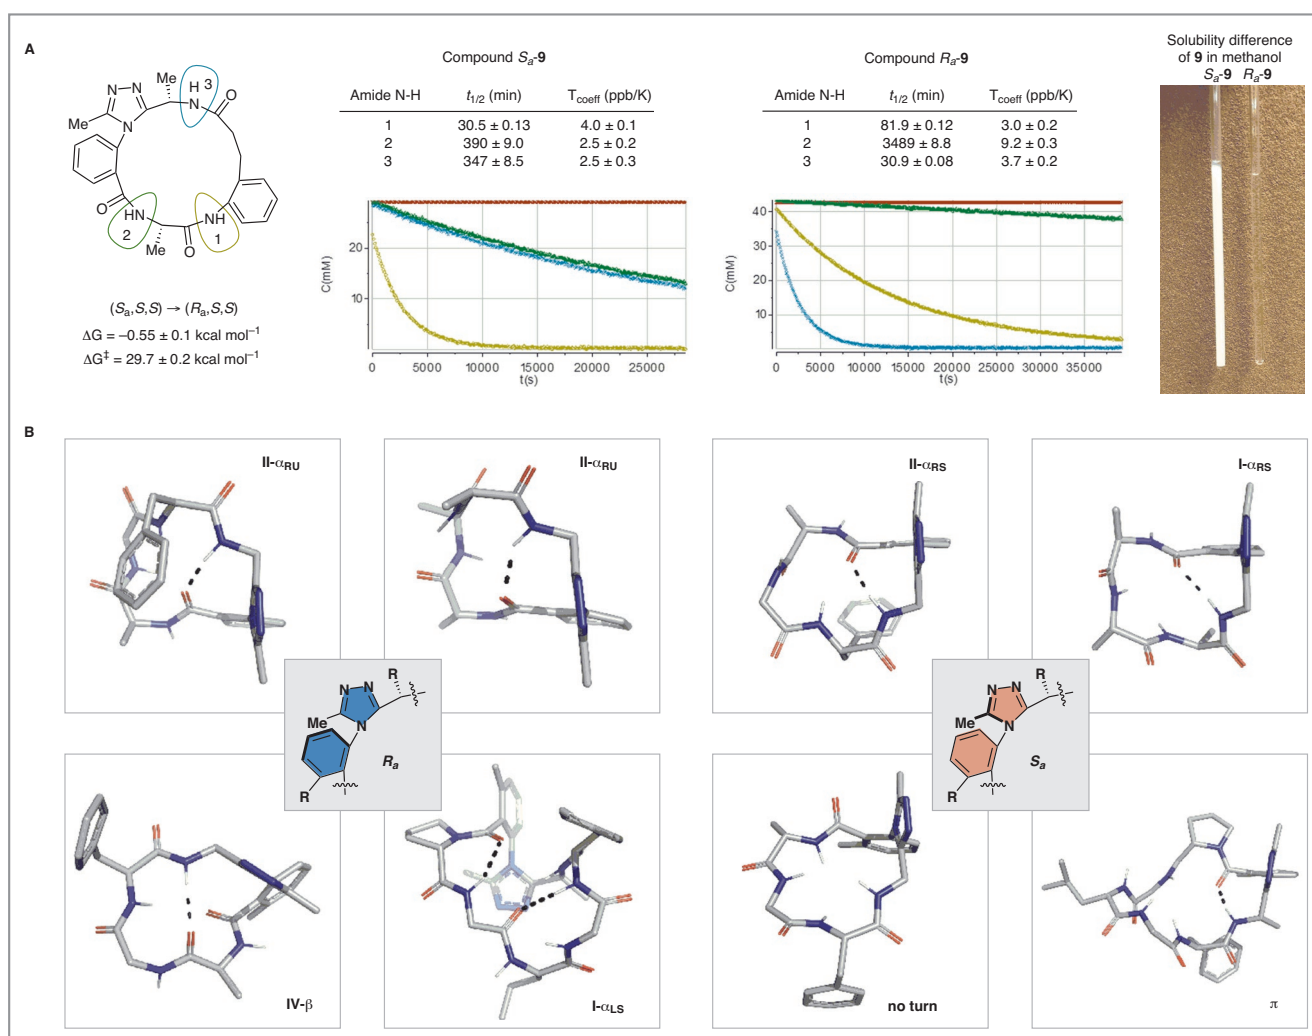 A
Me
H 3
N
N
N
N
O
Me
O
HN
2
Me
O
NH
1
(Sa,S,S) → (Ra,S,S)
ΔG = –0.55 ± 0.1 kcal mol⁻¹
ΔG‡ = 29.7 ± 0.2 kcal mol⁻¹
Compound Sa-9
Amide N-H t1/2 (min) Tcoeff (ppb/K)
1 30.5 ± 0.13 4.0 ± 0.1
2 390 ± 9.0 2.5 ± 0.2
3 347 ± 8.5 2.5 ± 0.3
C(mM)
20
10
0 5000 10000 15000 20000 25000
t(s)
Compound Ra-9
Amide N-H t1/2 (min) Tcoeff (ppb/K)
1 81.9 ± 0.12 3.0 ± 0.2
2 3489 ± 8.8 9.2 ± 0.3
3 30.9 ± 0.08 3.7 ± 0.2
C(mM)
40
30
20
10
0
0 5000 10000 15000 20000 25000 30000 35000
t(s)
Solubility difference
of 9 in methanol
Sa-9 Ra-9
B
II-αRU
II-αRU
II-αRS
I-αRS
R
N N
Me N
Ra
R
R
N N
Me N
Sa
R
IV-β
I-αLS
no turn
π